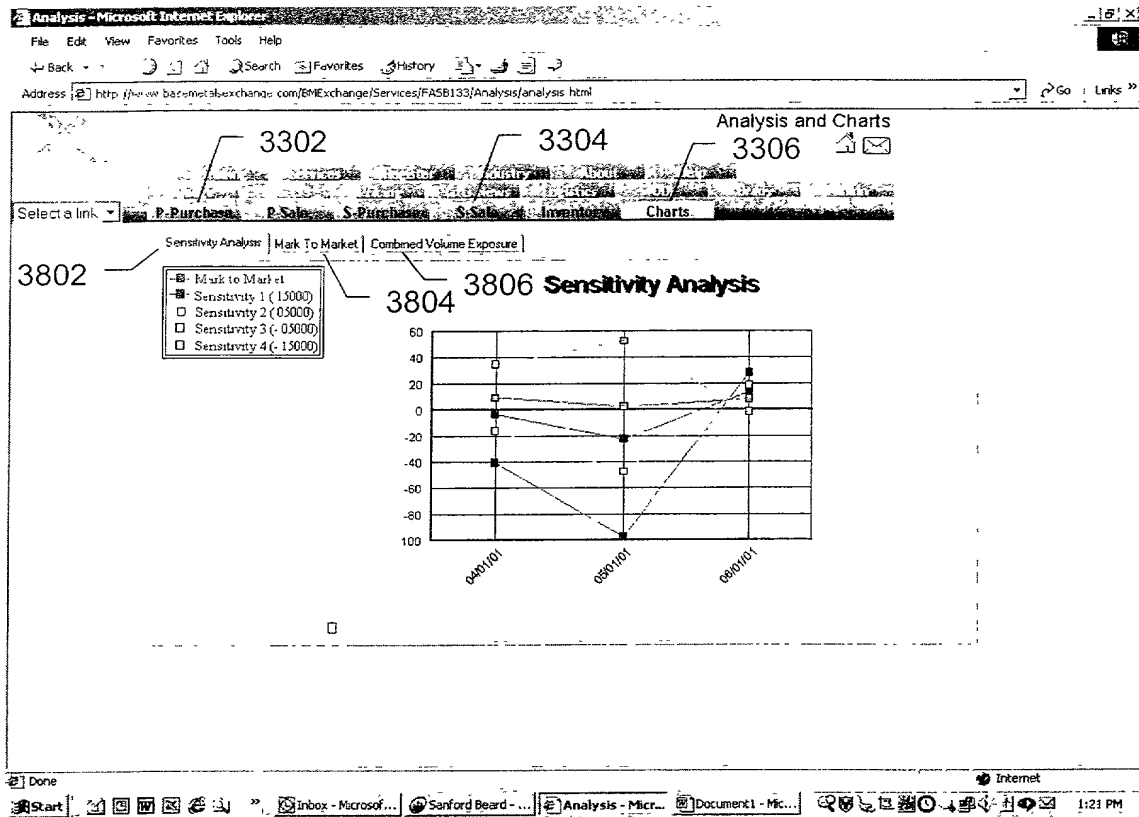 Analysis - Microsoft Internet Explorer
File Edit View Favorites Tools Help
Back Search Favorites History
Address http://www basemetalexchange com/BMExchange/Services/FASB133/Analysis/analysis html Go Links »
Analysis and Charts
3302 3304 3306
Select a link P-Purchase P-Sale S-Purchase S-Sale Inventory Charts
Sensitivity Analysis Mark To Market Combined Volume Exposure
3802 3804 3806
Sensitivity Analysis
Mark to Market
Sensitivity 1 ( 15000)
Sensitivity 2 ( 05000)
Sensitivity 3 (- 05000)
Sensitivity 4 (- 15000)
60
40
20
0
-20
-40
-60
-80
100
04/01/01 05/01/01 06/01/01
Done Internet
Start » Inbox - Microsof... Sanford Beard - ... Analysis - Micr... Document1 - Mic... 1:21 PM